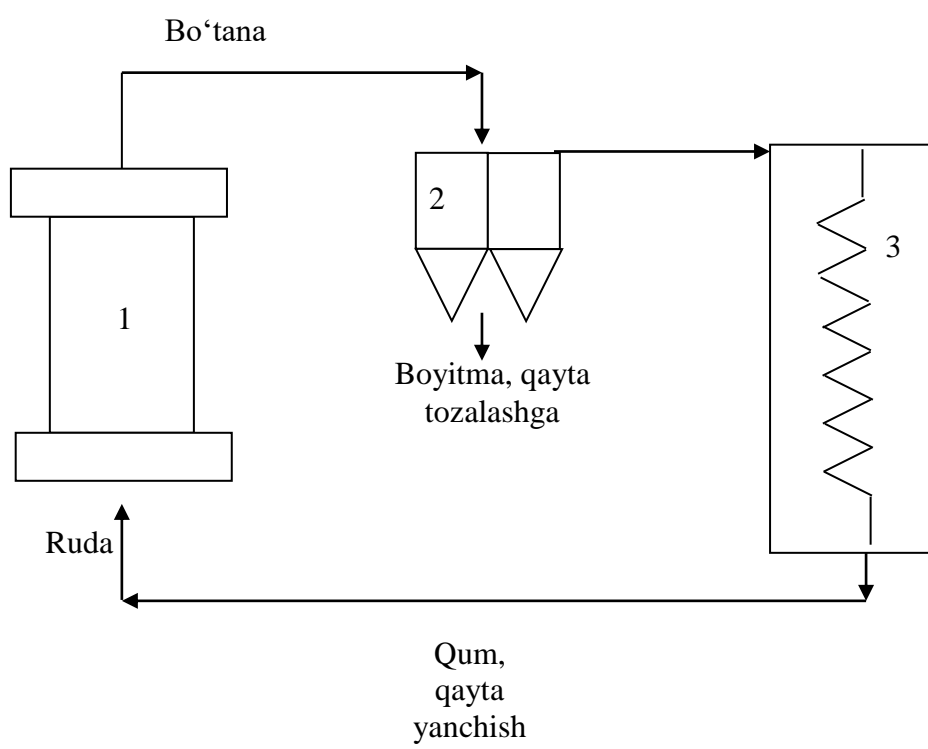 Bo‘tana
2
3
1
Boyitma, qayta
tozalashga
Ruda
Qum,
qayta
yanchish